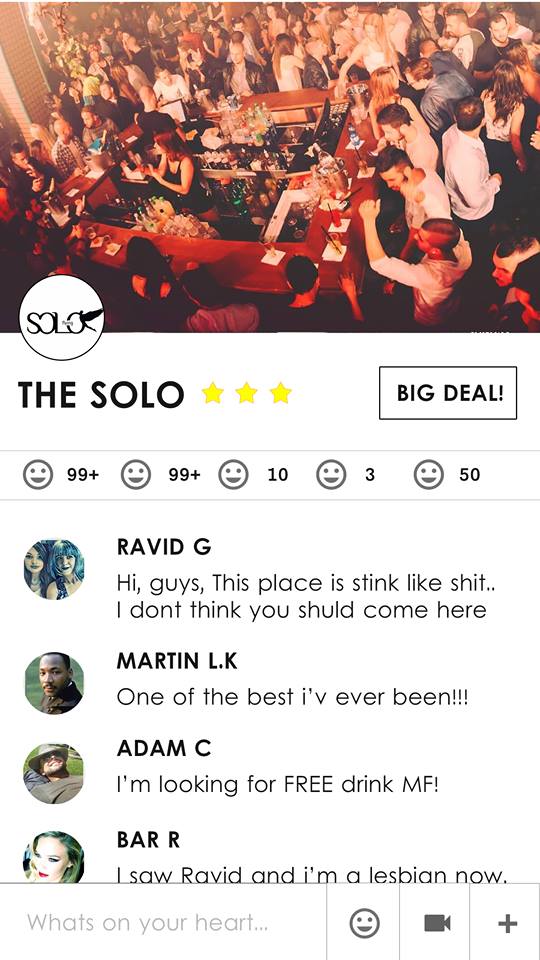 SOLO
THE SOLO
BIG DEAL!
99+ 99+ 10 3 50
RAVID G
Hi, guys, This place is stink like shit..
I dont think you shuld come here
MARTIN L.K
One of the best i'v ever been!!!
ADAM C
I'm looking for FREE drink MF!
BAR R
I saw Ravid and i'm a lesbian now.
Whats on your heart...